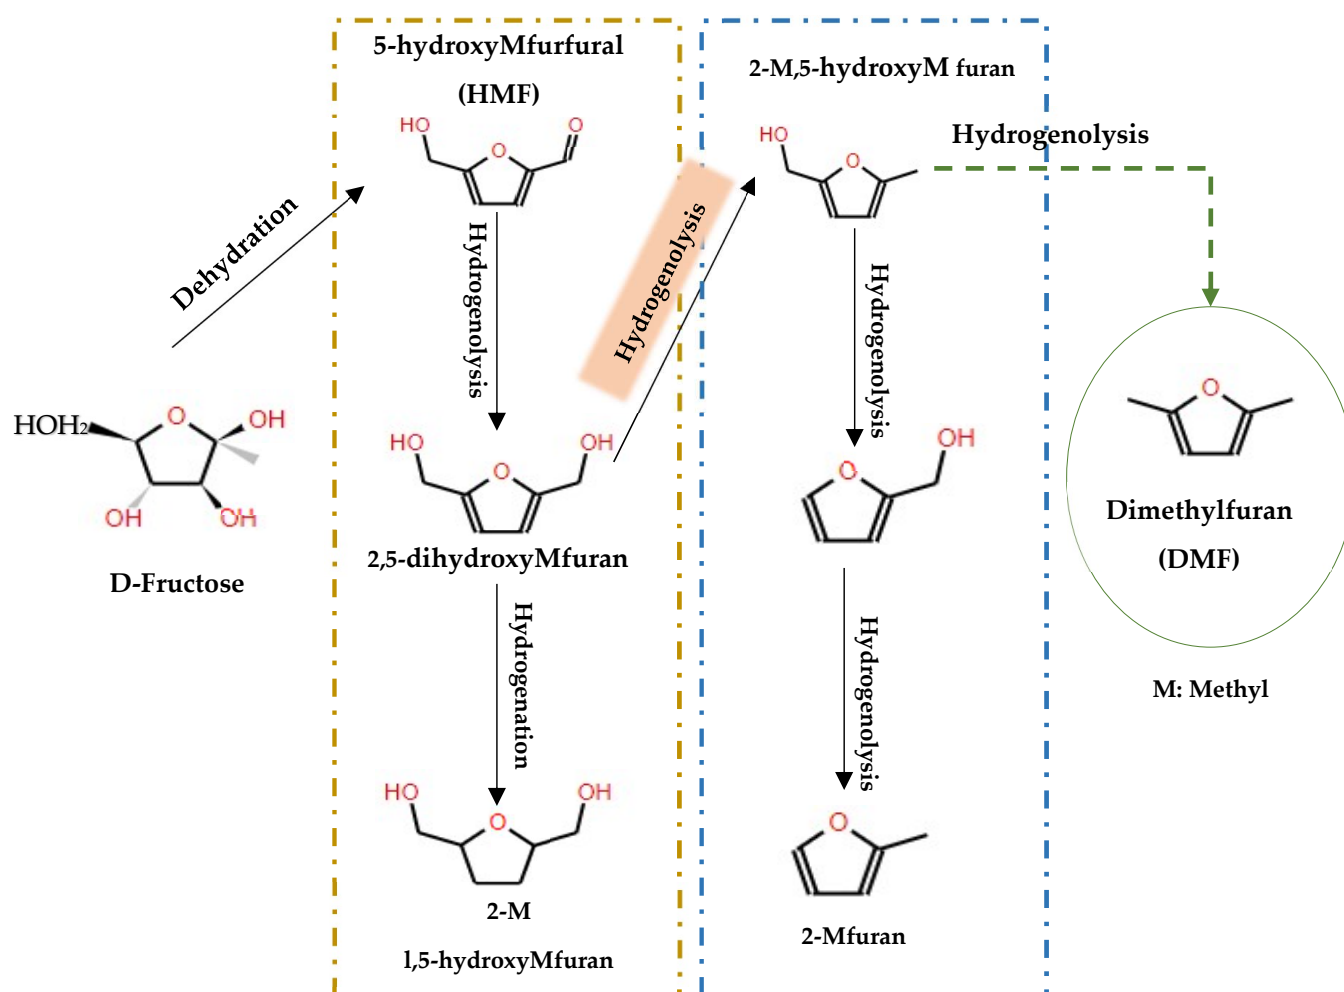 5-hydroxyMfurfural
(HMF)
HO
O
O
Dehydration
Hydrogenolysis
HOH2
O
OH
OH
OH
D-Fructose
HO
OH
O
2,5-dihydroxyMfuran
Hydrogenation
HO
OH
O
2-M
l,5-hydroxyMfuran
Hydrogenolysis
2-M,5-hydroxyM furan
HO
O
Hydrogenolysis
Hydrogenolysis
OH
O
Hydrogenolysis
O
2-Mfuran
O
Dimethylfuran
(DMF)
M: Methyl